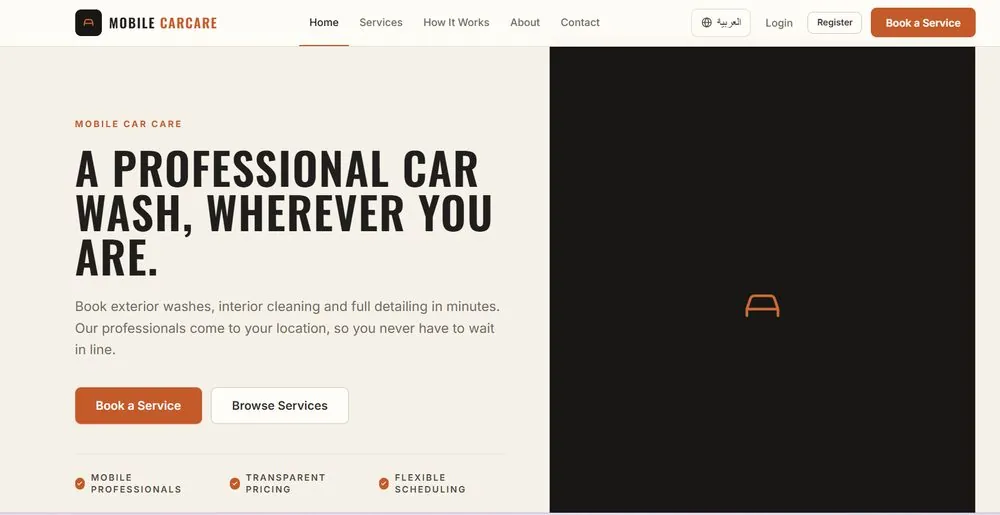 MOBILE CARCARE
Home
Services
How It Works
About
Contact
العربية
Login
Register
Book a Service
MOBILE CAR CARE
A PROFESSIONAL CAR
WASH, WHEREVER YOU
ARE.
Book exterior washes, interior cleaning and full detailing in minutes.
Our professionals come to your location, so you never have to wait
in line.
Book a Service
Browse Services
MOBILE
PROFESSIONALS
TRANSPARENT
PRICING
FLEXIBLE
SCHEDULING